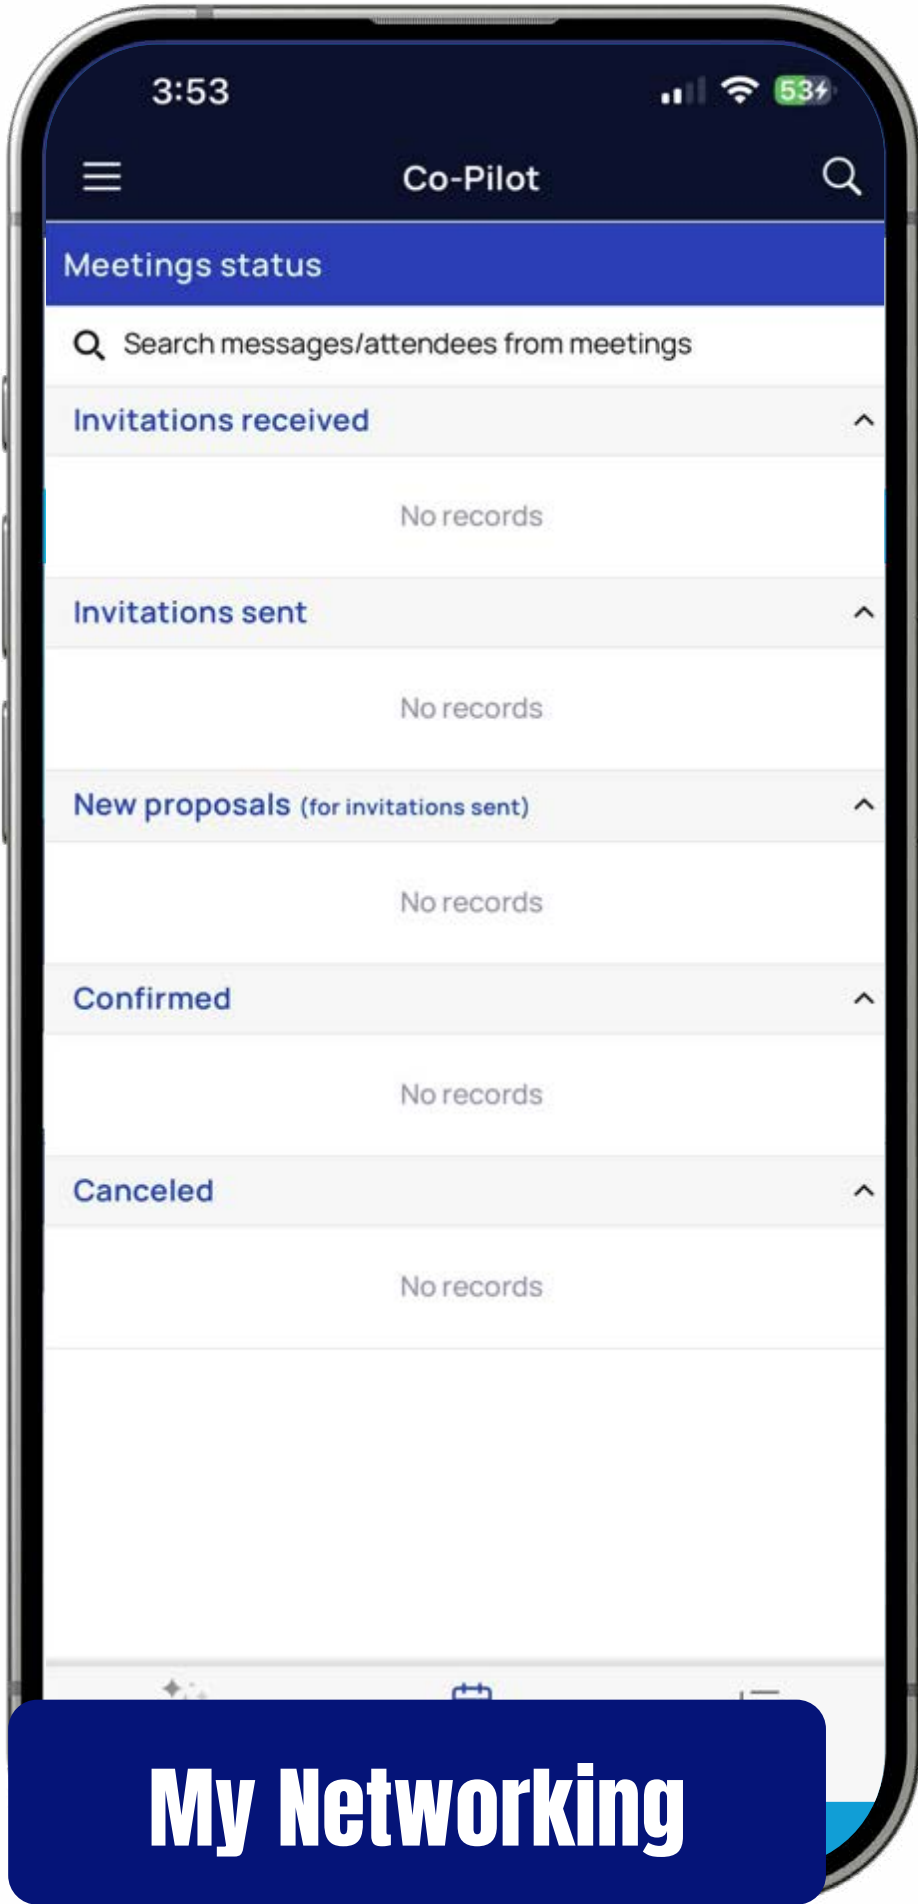 3:53
53
Co-Pilot
Meetings status
Search messages/attendees from meetings
Invitations received
No records
Invitations sent
No records
New proposals (for invitations sent)
No records
Confirmed
No records
Canceled
No records
My Networking